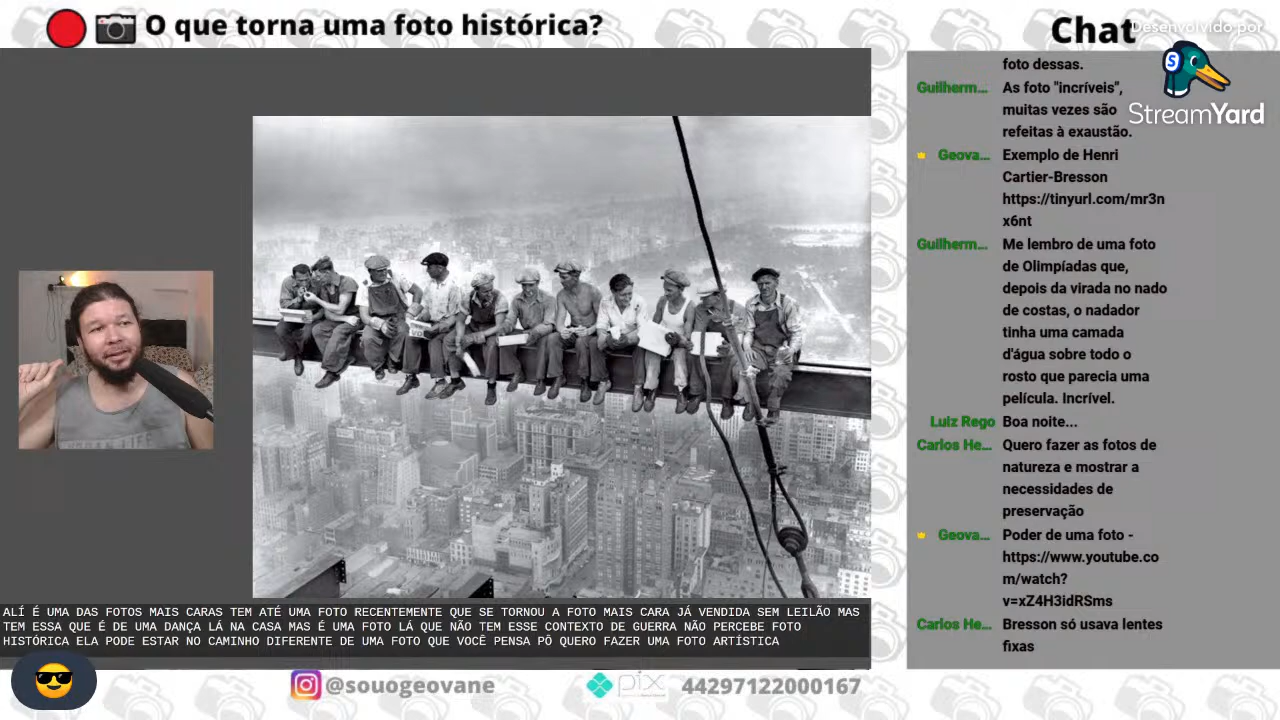 O que torna uma foto histórica?
Chat
Desenvolvido por
StreamYard
foto dessas.
Guilherm... As foto "incríveis",
muitas vezes são
refeitas à exaustão.
Geova... Exemplo de Henri
Cartier-Bresson
https://tinyurl.com/mr3n
x6nt
Guilherm... Me lembro de uma foto
de Olimpíadas que,
depois da virada no nado
de costas, o nadador
tinha uma camada
d'água sobre todo o
rosto que parecia uma
película. Incrível.
Luiz Rego Boa noite...
Carlos He... Quero fazer as fotos de
natureza e mostrar a
necessidades de
preservação
Geova... Poder de uma foto -
https://www.youtube.co
m/watch?
v=xZ4H3idRSms
Carlos He... Bresson só usava lentes
fixas
ALÍ É UMA DAS FOTOS MAIS CARAS TEM ATÉ UMA FOTO RECENTEMENTE QUE SE TORNOU A FOTO MAIS CARA JÁ VENDIDA SEM LEILÃO MAS
TEM ESSA QUE É DE UMA DANÇA LÁ NA CASA MAS É UMA FOTO LÁ QUE NÃO TEM ESSE CONTEXTO DE GUERRA NÃO PERCEBE FOTO
HISTÓRICA ELA PODE ESTAR NO CAMINHO DIFERENTE DE UMA FOTO QUE VOCÊ PENSA PÔ QUERO FAZER UMA FOTO ARTÍSTICA
@souogeovane
pix
44297122000167